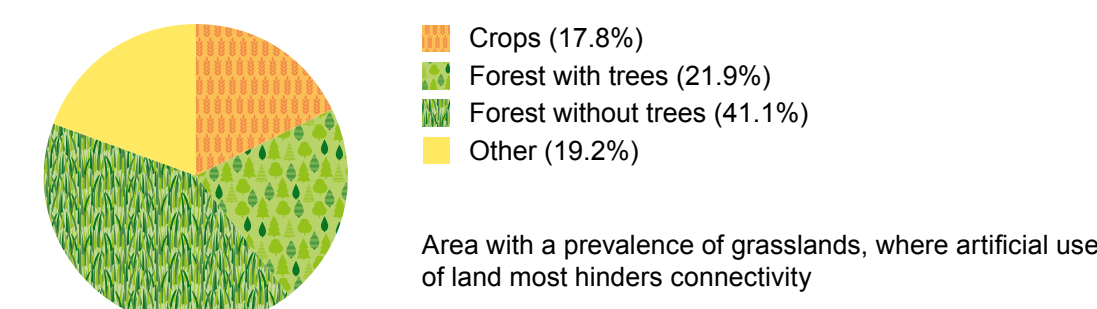 Crops (17.8%)
Forest with trees (21.9%)
Forest without trees (41.1%)
Other (19.2%)
Area with a prevalence of grasslands, where artificial use
of land most hinders connectivity